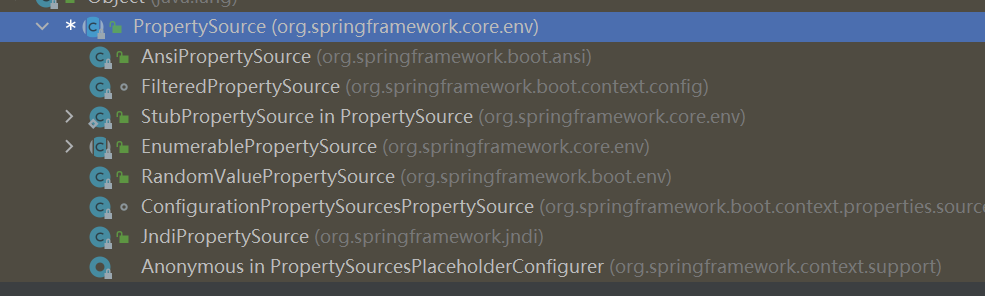 Object (java.lang)
* PropertySource (org.springframework.core.env)
AnsiPropertySource (org.springframework.boot.ansi)
FilteredPropertySource (org.springframework.boot.context.config)
StubPropertySource in PropertySource (org.springframework.core.env)
EnumerablePropertySource (org.springframework.core.env)
RandomValuePropertySource (org.springframework.boot.env)
ConfigurationPropertySourcesPropertySource (org.springframework.boot.context.properties.source
JndiPropertySource (org.springframework.jndi)
Anonymous in PropertySourcesPlaceholderConfigurer (org.springframework.context.support)